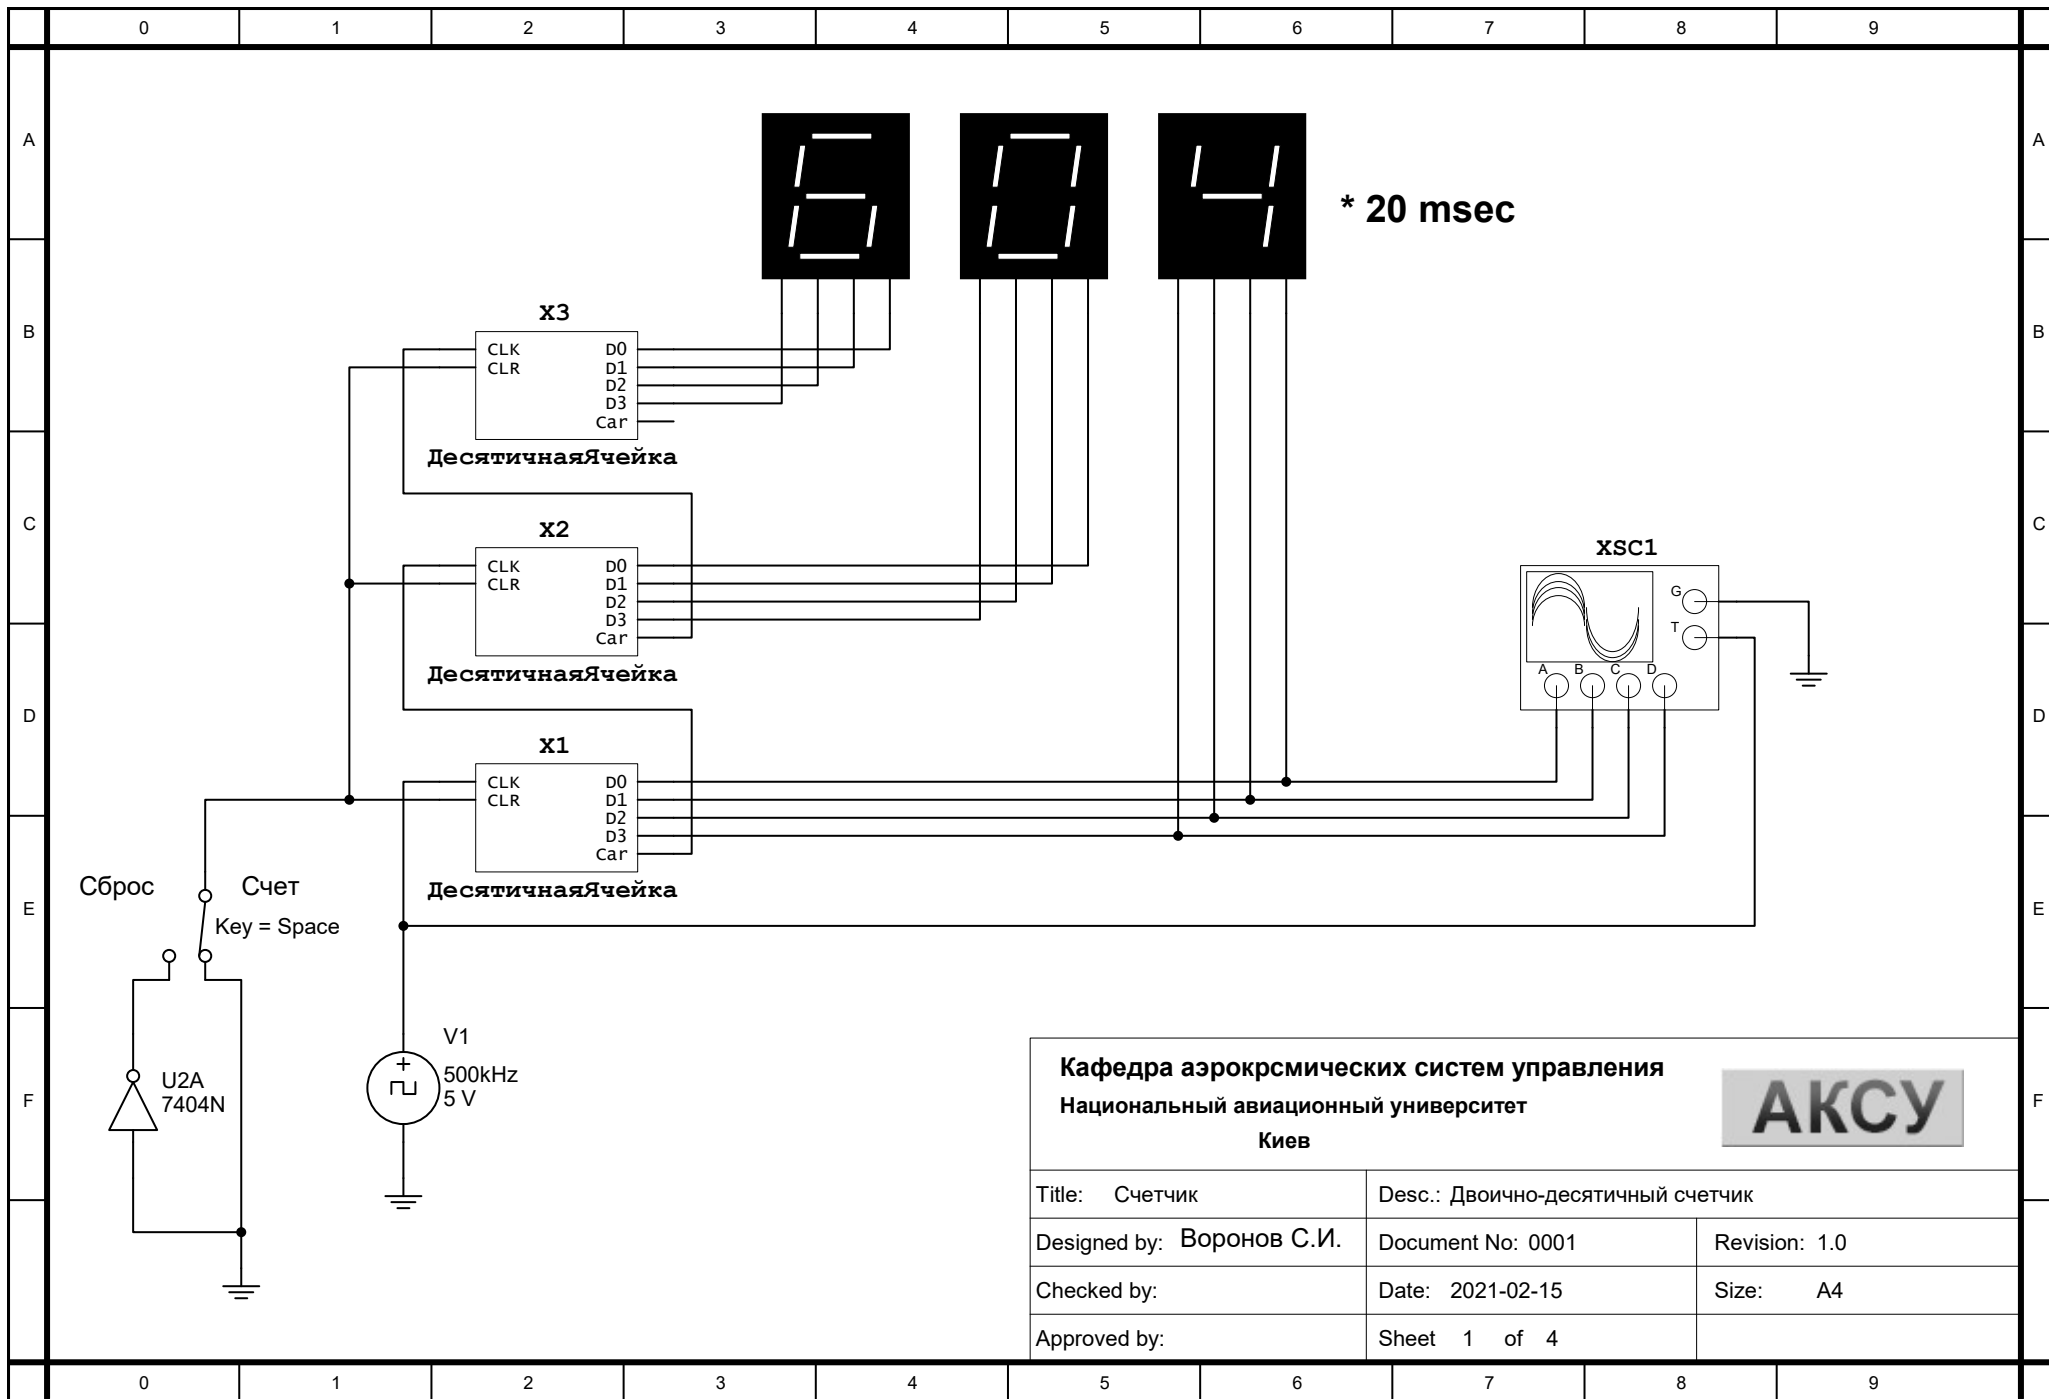 0 1 2 3 4 5 6 7 8 9
A A
* 20 msec
X3
B B
CLK D0
CLR D1
D2
D3
Car
ДесятичнаяЯчейка
C C
X2
CLK D0
CLR D1
D2
D3
Car
ДесятичнаяЯчейка
XSC1
G
T
A B C D
D D
X1
CLK D0
CLR D1
D2
D3
Car
ДесятичнаяЯчейка
Сброс Счет
E E
Key = Space
V1
500kHz
5 V
U2A
7404N
F F
Кафедра аэрокрсмических систем управления
Национальный авиационный университет
Киев
АКСУ
Title: Счетчик Desc.: Двоично-десятичный счетчик
Designed by: Воронов С.И. Document No: 0001 Revision: 1.0
Checked by: Date: 2021-02-15 Size: A4
Approved by: Sheet 1 of 4
0 1 2 3 4 5 6 7 8 9
6 0 4